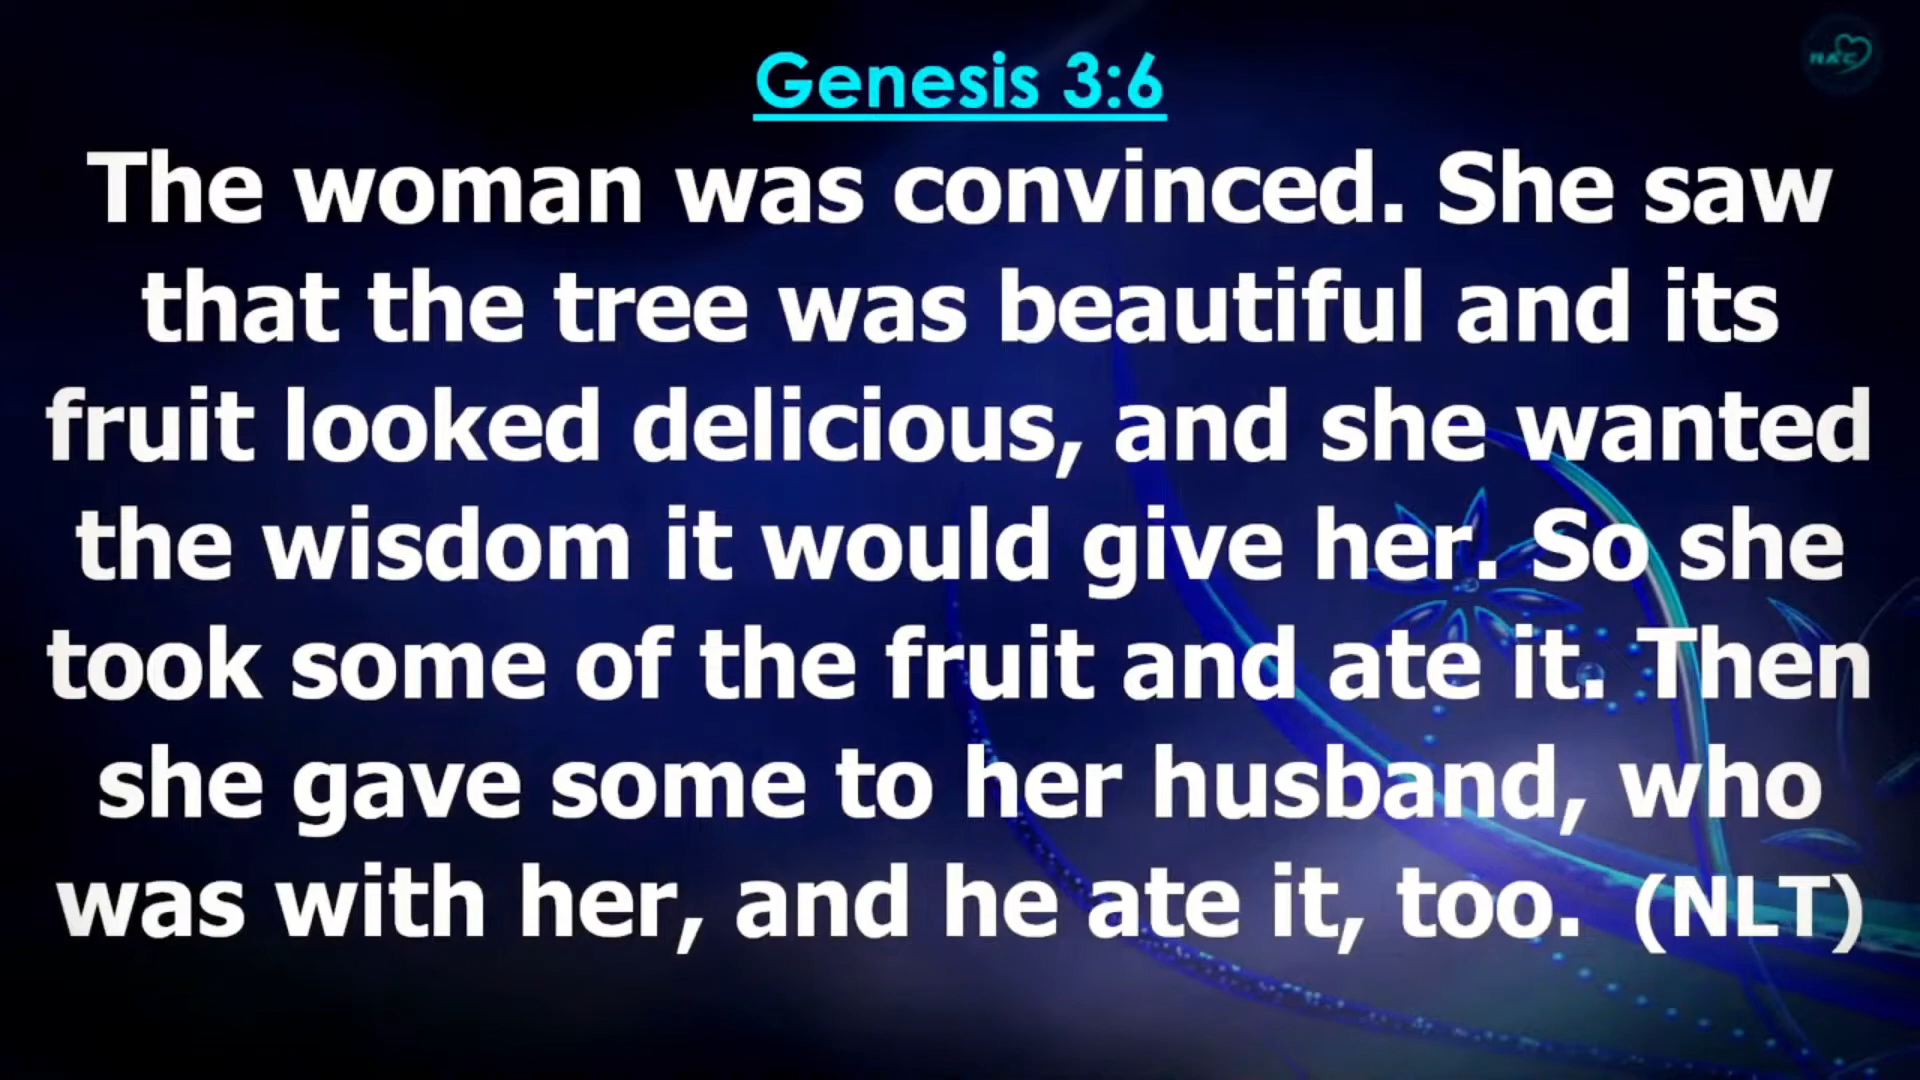 Genesis 3:6
The woman was convinced. She saw
that the tree was beautiful and its
fruit looked delicious, and she wanted
the wisdom it would give her. So she
took some of the fruit and ate it. Then
she gave some to her husband, who
was with her, and he ate it, too. (NLT)